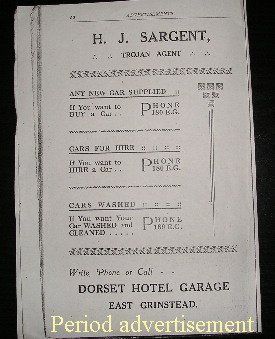 ADVERTISEMENTS
H. J. SARGENT,
TROJAN AGENT
ANY NEW CAR SUPPLIED ::
If You want to
BUY a Car . . .
PHONE
180 E.G.
CARS FOR HIRE :: :: :: ::
If You want to
HIRE a Car . . .
PHONE
180 E.G.
CARS WASHED :: :: :: ::
If You want Your
Car WASHED and
CLEANED . . . .
PHONE
180 E.G.
Write 'Phone or Call - -
DORSET HOTEL GARAGE
EAST GRINSTEAD.
Period advertisement